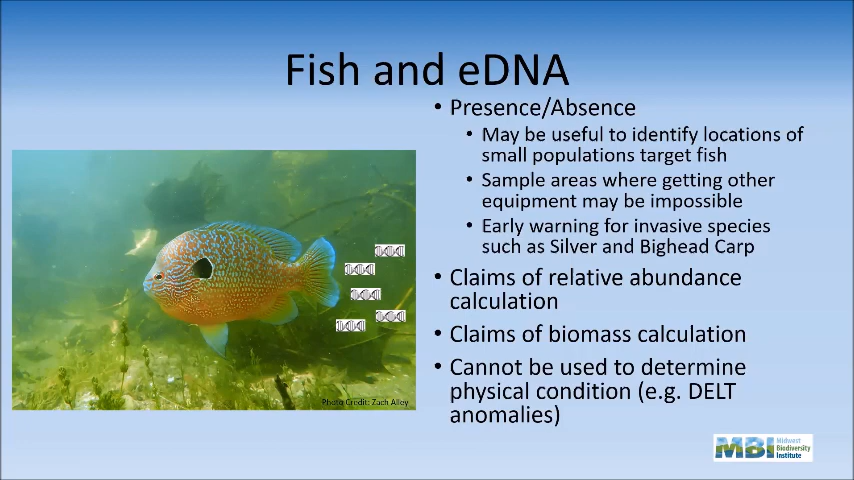 Fish and eDNA
• Presence/Absence
• May be useful to identify locations of
small populations target fish
• Sample areas where getting other
equipment may be impossible
• Early warning for invasive species
such as Silver and Bighead Carp
• Claims of relative abundance
calculation
• Claims of biomass calculation
• Cannot be used to determine
physical condition (e.g. DELT
anomalies)
Photo Credit: Zach Alley
MBI Midwest
Biodiversity
Institute